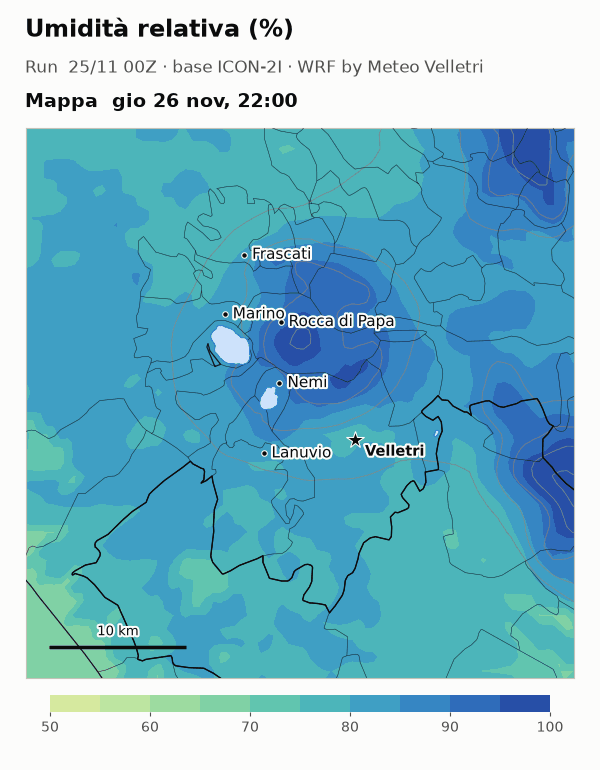 Umidità relativa (%)
Run  25/11 00Z · base ICON-2I · WRF by Meteo Velletri
Mappa  gio 26 nov, 22:00
Frascati
Marino
Rocca di Papa
Nemi
Velletri
Lanuvio
10 km
50 60 70 80 90 100